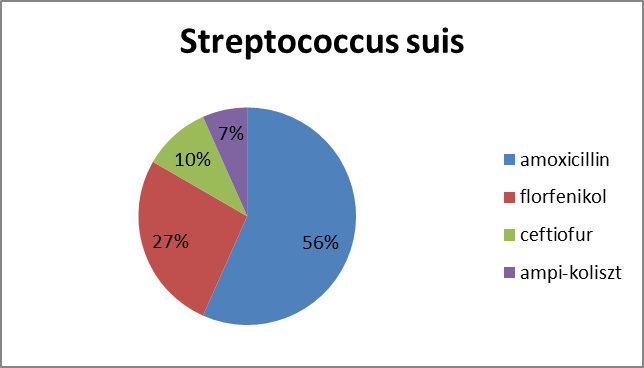 Streptococcus suis
7%
10%
27%
56%
amoxicillin
florfenikol
ceftiofur
ampi-koliszt